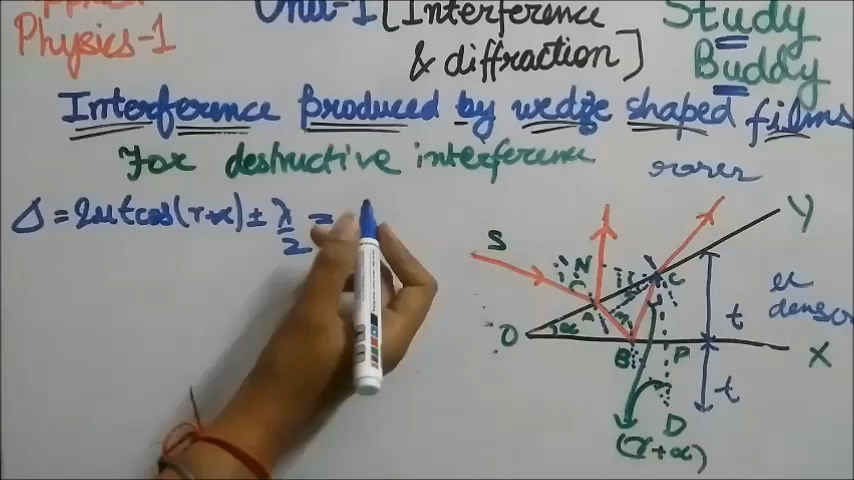 Physics-1
Unit-1 [Interference
& diffraction]
Study
Buddy
Interference produced by wedge shaped films
For destructive interference
rarer
Δ = 2μt cos(r+α) ± λ/2 =
S
N
Y
C
A
μ
denser
t
O
α
B
P
X
t
D
(r+α)